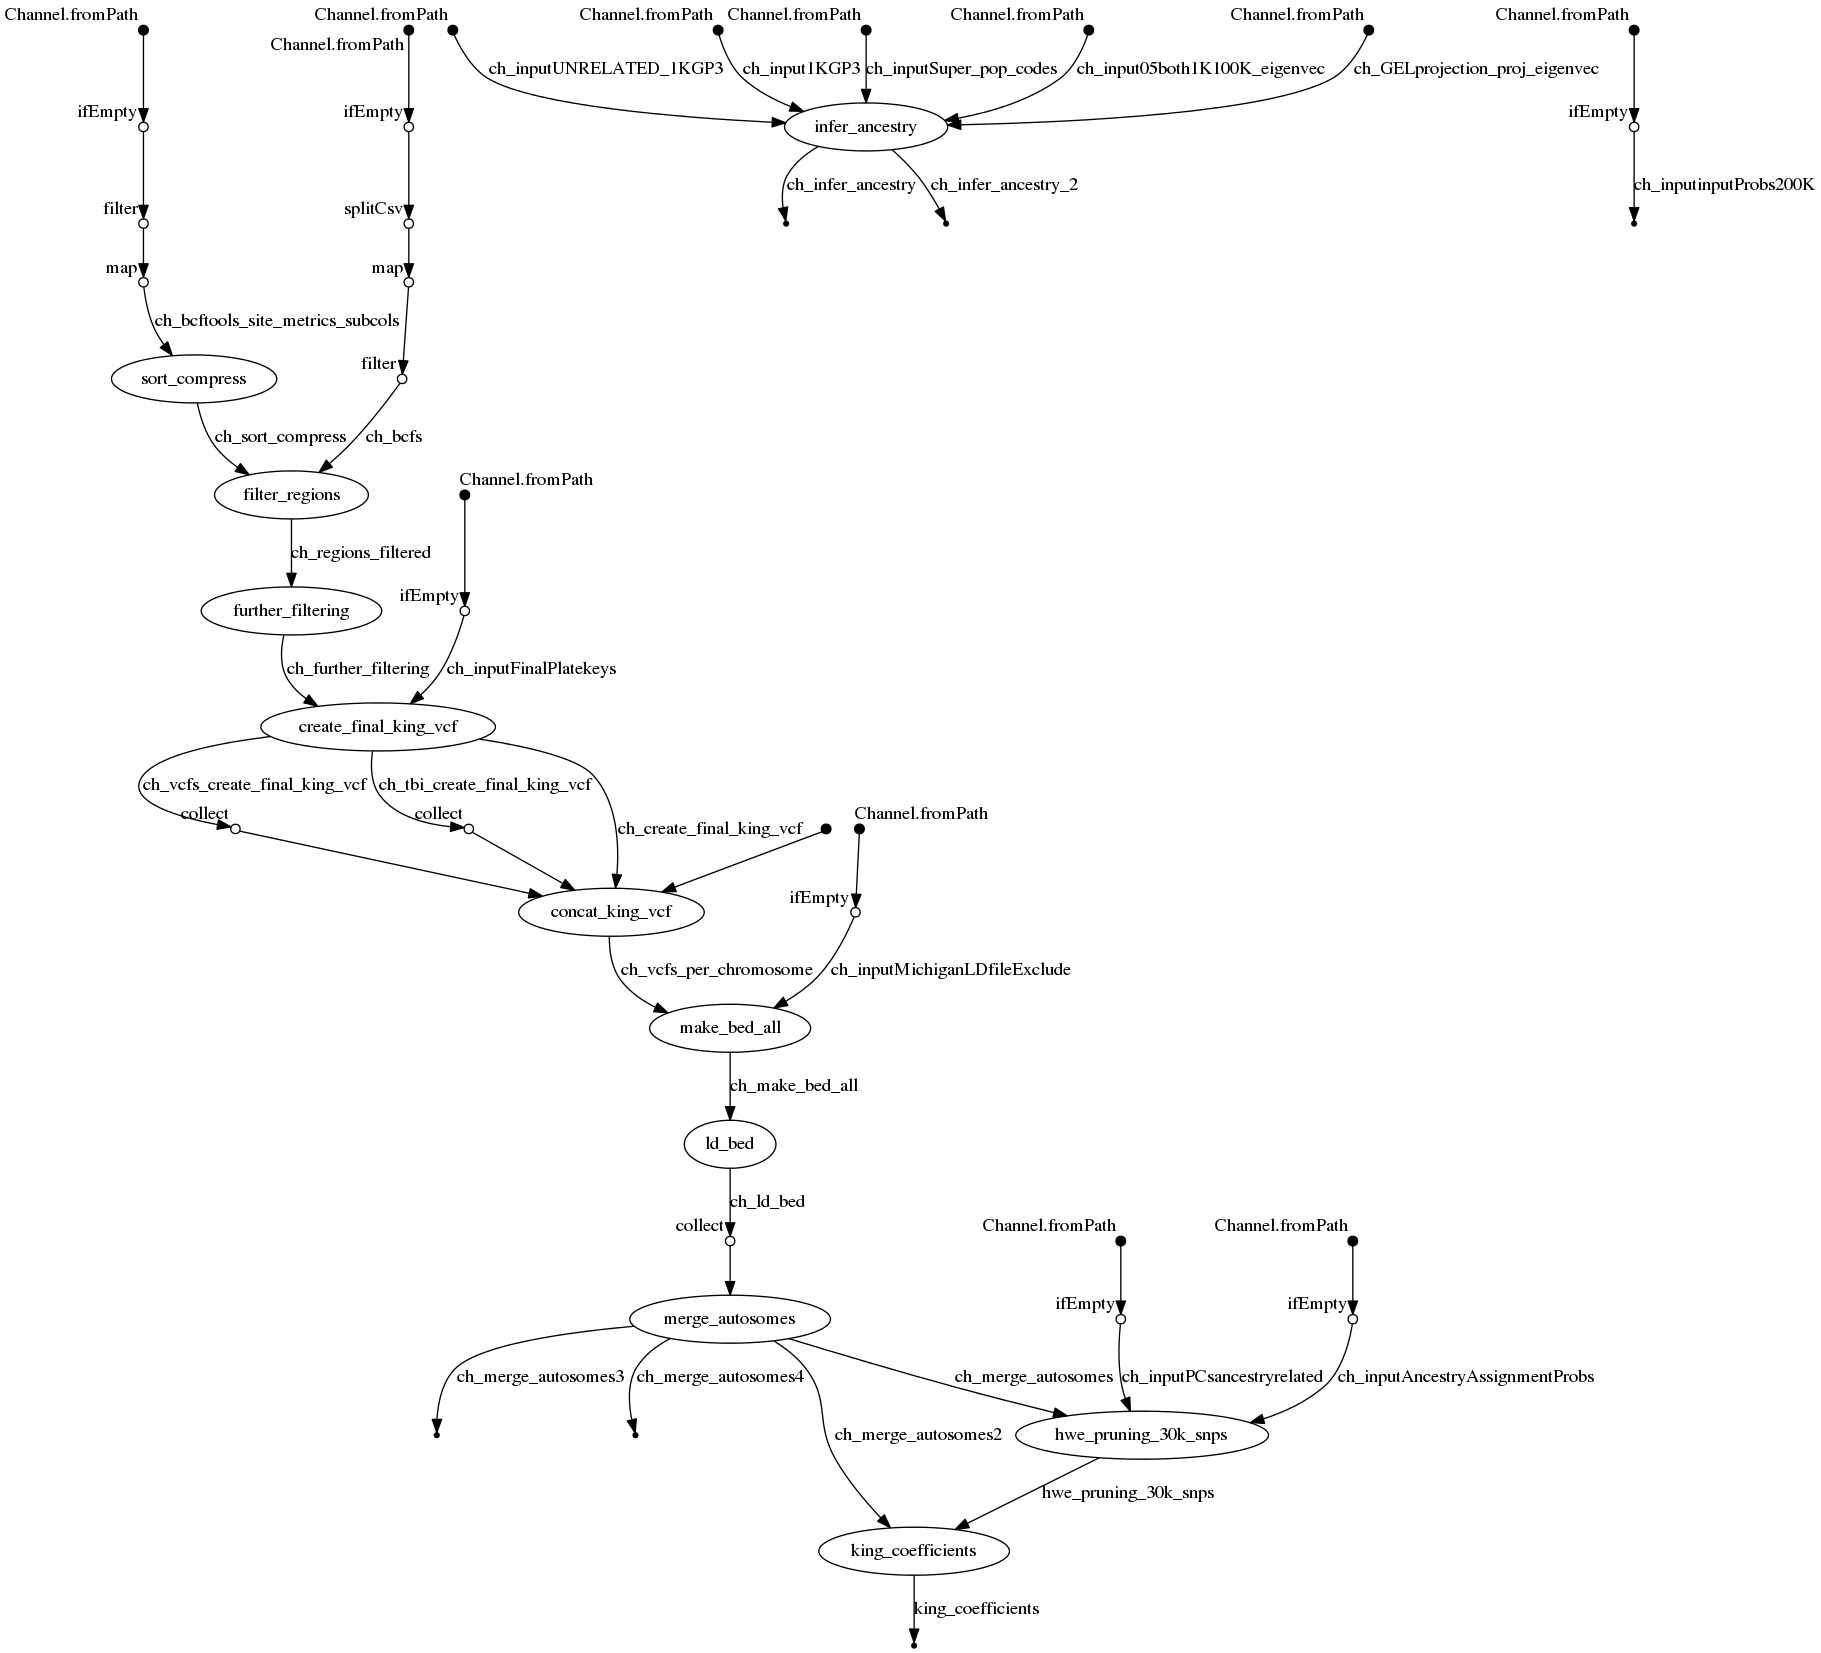 Channel.fromPath
Channel.fromPath
Channel.fromPath
Channel.fromPath
Channel.fromPath
Channel.fromPath
Channel.fromPath
Channel.fromPath
ch_inputUNRELATED_1KGP3
ch_input1KGP3
ch_inputSuper_pop_codes
ch_input05both1K100K_eigenvec
ch_GELprojection_proj_eigenvec
ifEmpty
ifEmpty
infer_ancestry
ifEmpty
ch_infer_ancestry
ch_infer_ancestry_2
ch_inputinputProbs200K
filter
splitCsv
map
map
ch_bcftools_site_metrics_subcols
filter
sort_compress
ch_sort_compress
ch_bcfs
Channel.fromPath
filter_regions
ch_regions_filtered
ifEmpty
further_filtering
ch_further_filtering
ch_inputFinalPlatekeys
create_final_king_vcf
ch_vcfs_create_final_king_vcf
ch_tbi_create_final_king_vcf
collect
collect
Channel.fromPath
ch_create_final_king_vcf
ifEmpty
concat_king_vcf
ch_vcfs_per_chromosome
ch_inputMichiganLDfileExclude
make_bed_all
ch_make_bed_all
ld_bed
ch_ld_bed
collect
Channel.fromPath
Channel.fromPath
ifEmpty
ifEmpty
merge_autosomes
ch_merge_autosomes3
ch_merge_autosomes4
ch_merge_autosomes
ch_inputPCsancestryrelated
ch_inputAncestryAssignmentProbs
ch_merge_autosomes2
hwe_pruning_30k_snps
hwe_pruning_30k_snps
king_coefficients
king_coefficients